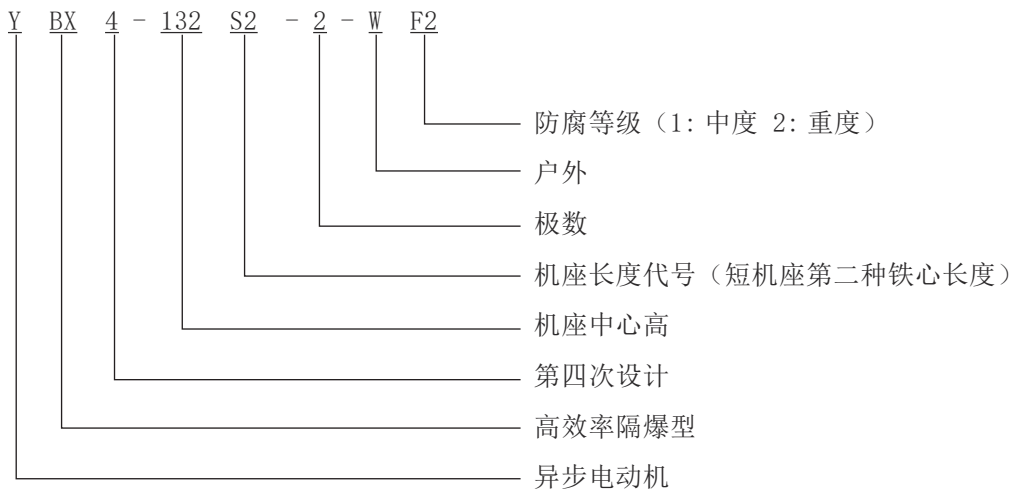 Y BX 4 - 132 S2 - 2 - W F2
防腐等级（1: 中度 2: 重度）
户外
极数
机座长度代号（短机座第二种铁心长度）
机座中心高
第四次设计
高效率隔爆型
异步电动机